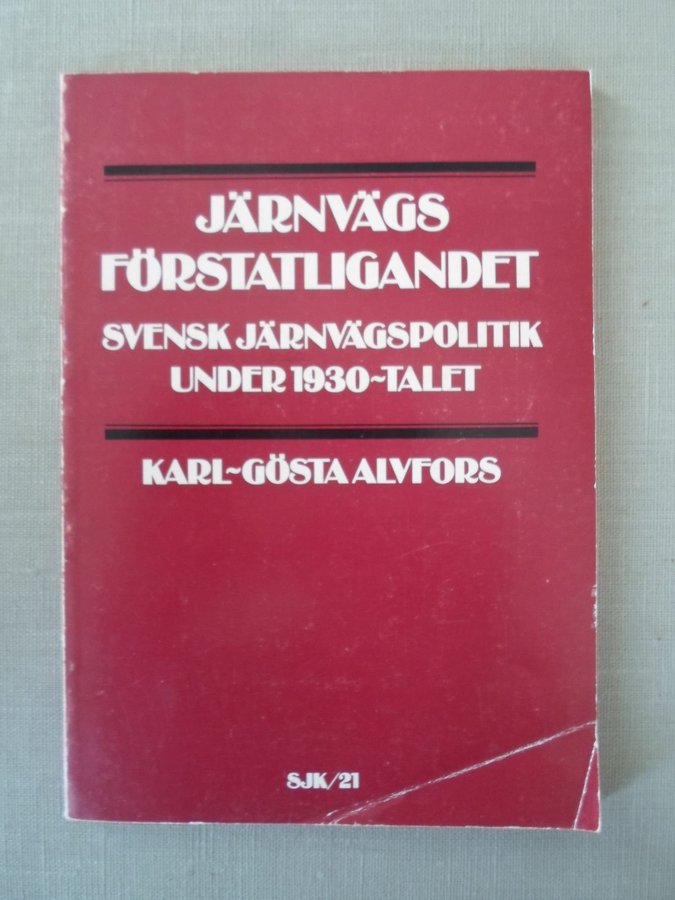 JÄRNVÄGS
FÖRSTATLIGANDET
SVENSK JÄRNVÄGSPOLITIK
UNDER 1930~TALET
KARL~GÖSTA ALVFORS
SJK/21